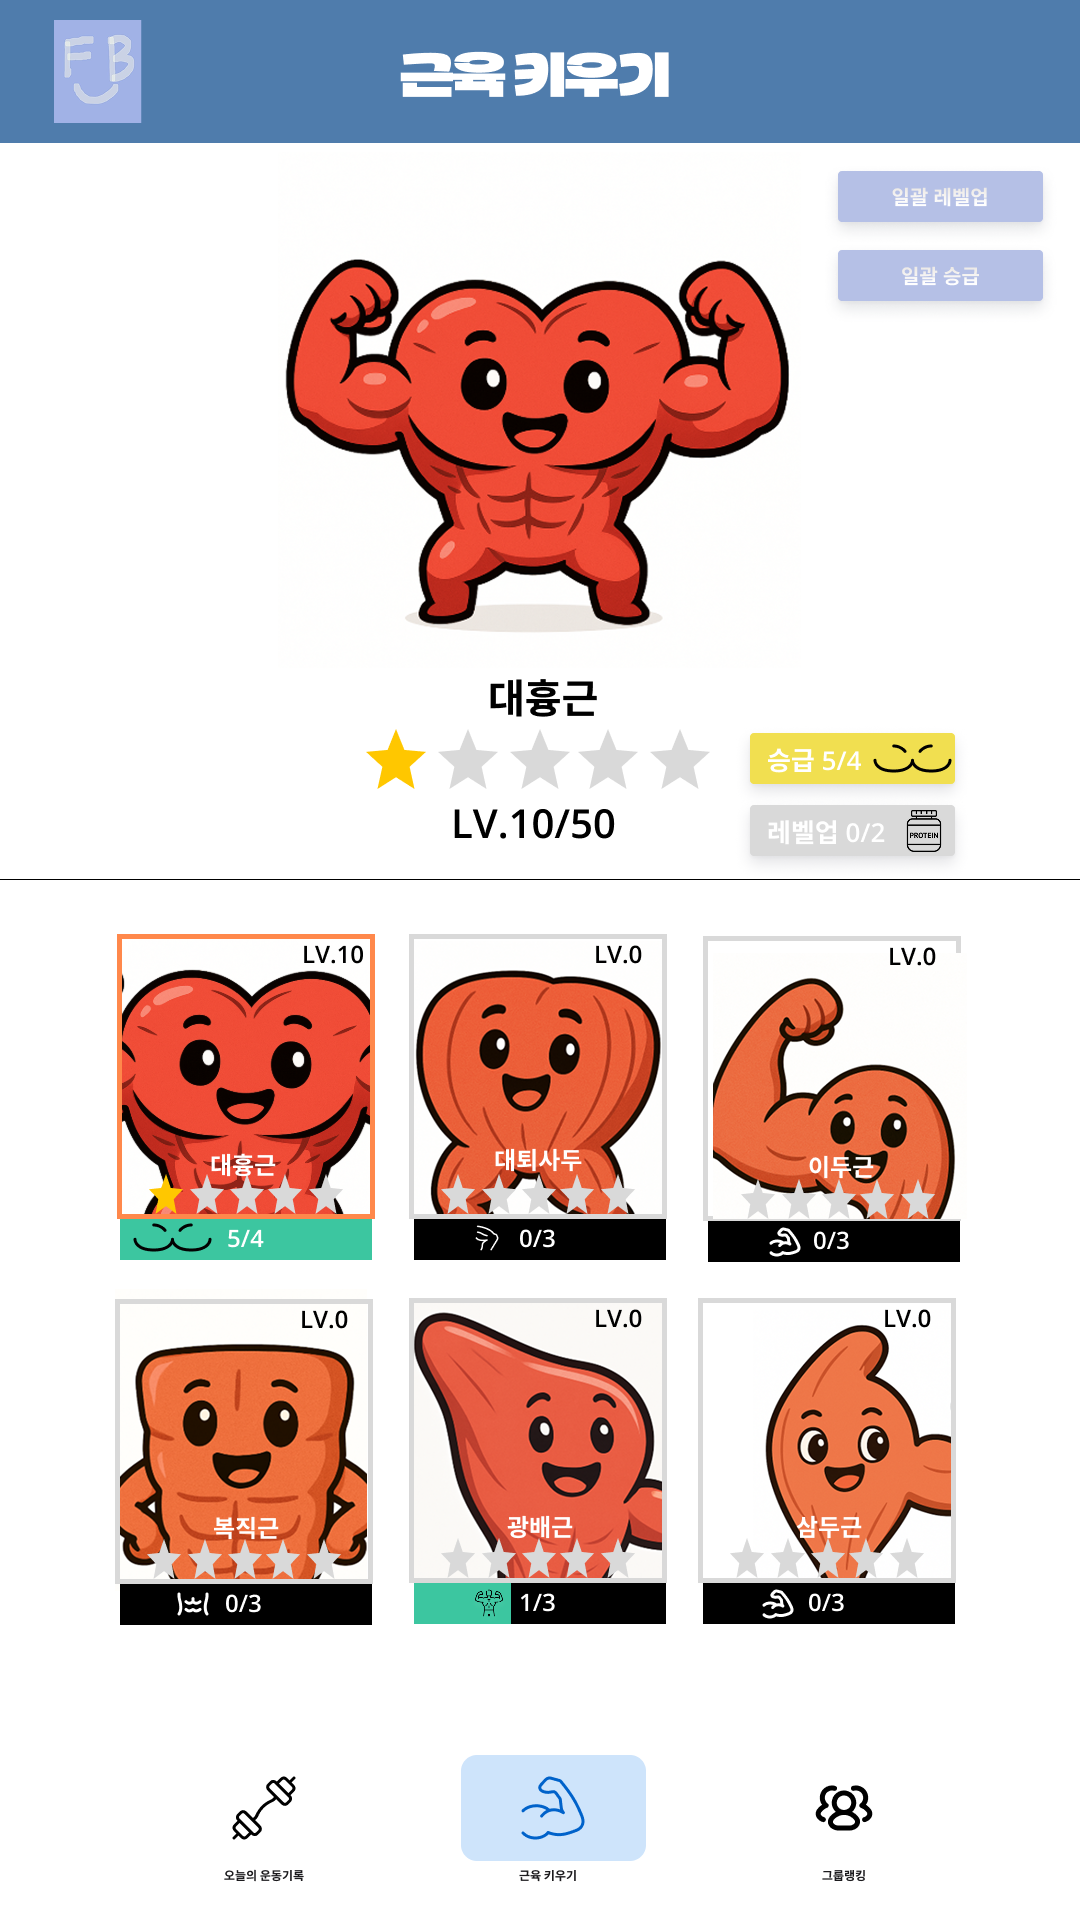 FB
근육 키우기
일괄 레벨업
일괄 승급
대흉근
승급 5/4
LV.10/50
레벨업 0/2
PROTEIN
LV.10
대흉근
5/4
LV.0
대퇴사두
0/3
LV.0
이두근
0/3
LV.0
복직근
0/3
LV.0
광배근
1/3
LV.0
삼두근
0/3
오늘의 운동기록
근육 키우기
그룹랭킹